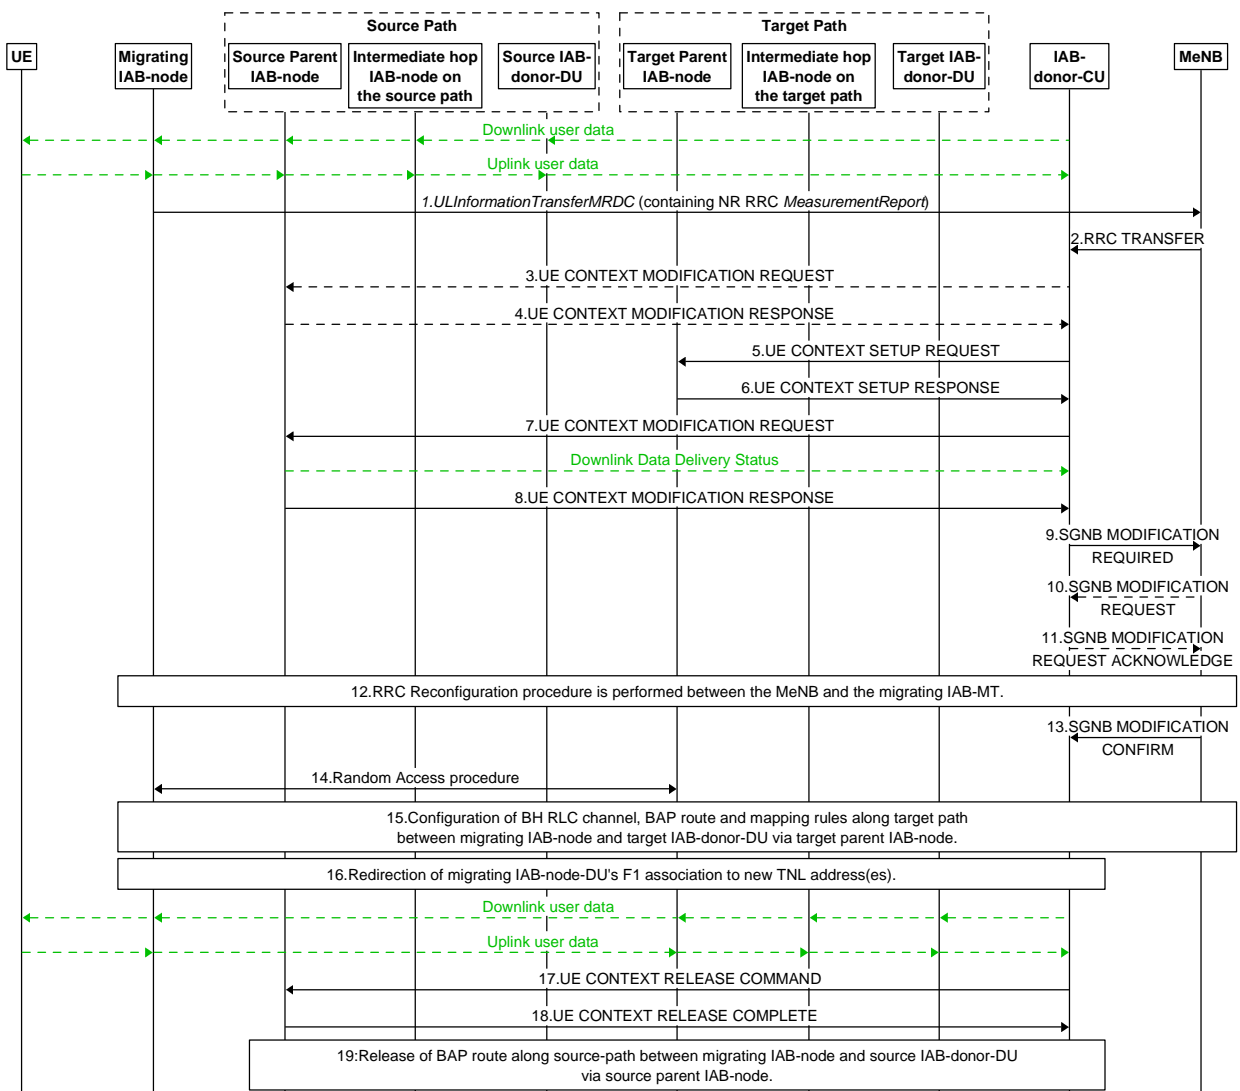 Source Path
Target Path
UE
Migrating
IAB-node
Source Parent
IAB-node
Intermediate hop
IAB-node on
the source path
Source IAB-
donor-DU
Target Parent
IAB-node
Intermediate hop
IAB-node on
the target path
Target IAB-
donor-DU
IAB-
donor-CU
MeNB
Downlink user data
Uplink user data
1.ULInformationTransferMRDC (containing NR RRC MeasurementReport)
2.RRC TRANSFER
3.UE CONTEXT MODIFICATION REQUEST
4.UE CONTEXT MODIFICATION RESPONSE
5.UE CONTEXT SETUP REQUEST
6.UE CONTEXT SETUP RESPONSE
7.UE CONTEXT MODIFICATION REQUEST
Downlink Data Delivery Status
8.UE CONTEXT MODIFICATION RESPONSE
9.SGNB MODIFICATION
REQUIRED
10.SGNB MODIFICATION
REQUEST
11.SGNB MODIFICATION
REQUEST ACKNOWLEDGE
12.RRC Reconfiguration procedure is performed between the MeNB and the migrating IAB-MT.
13.SGNB MODIFICATION
CONFIRM
14.Random Access procedure
15.Configuration of BH RLC channel, BAP route and mapping rules along target path
between migrating IAB-node and target IAB-donor-DU via target parent IAB-node.
16.Redirection of migrating IAB-node-DU's F1 association to new TNL address(es).
Downlink user data
Uplink user data
17.UE CONTEXT RELEASE COMMAND
18.UE CONTEXT RELEASE COMPLETE
19:Release of BAP route along source-path between migrating IAB-node and source IAB-donor-DU
via source parent IAB-node.